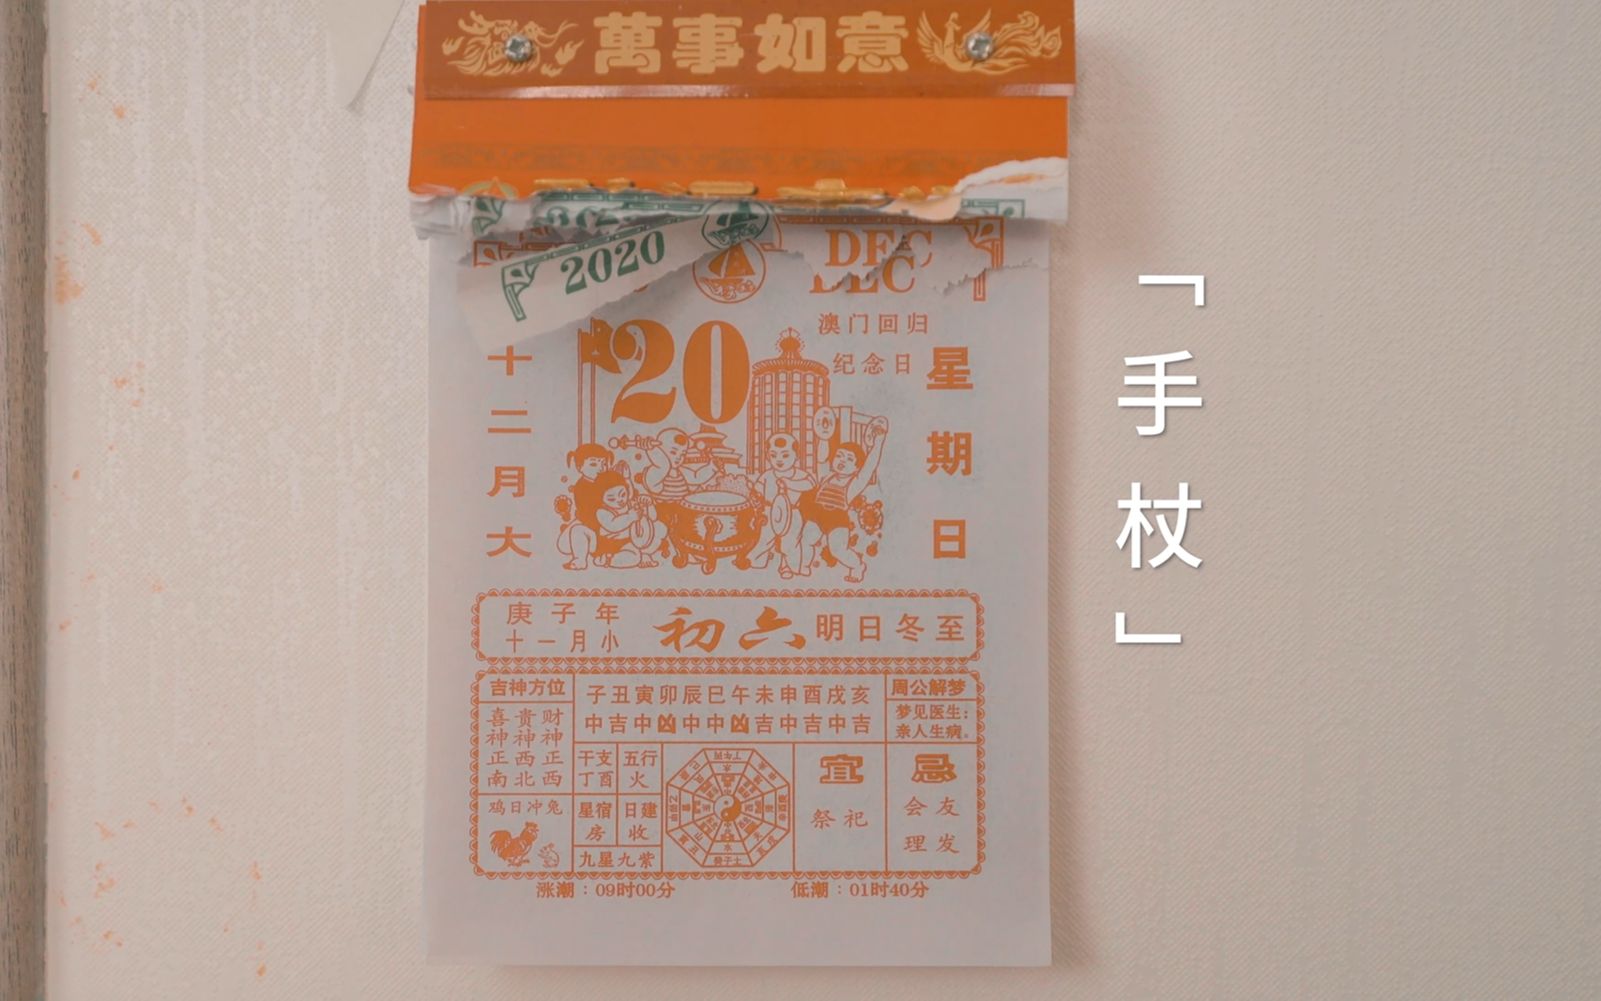 萬事如意
2020
DEC
DEC
20
澳门回归
纪念日
十二月大
星期日
「手杖」
庚子年
十一月小
初六
明日冬至
吉神方位
喜贵财
神神神
正西正
南北西
子丑寅卯辰巳午未申酉戌亥
中吉中凶中中凶吉中吉中吉
周公解梦
梦见医生:
亲人生病。
干支
丁酉
五行
火
宜
祭祀
忌
会友
理发
鸡日冲兔
星宿
房
日建
收
九星九紫
涨潮:09时00分
低潮:01时40分